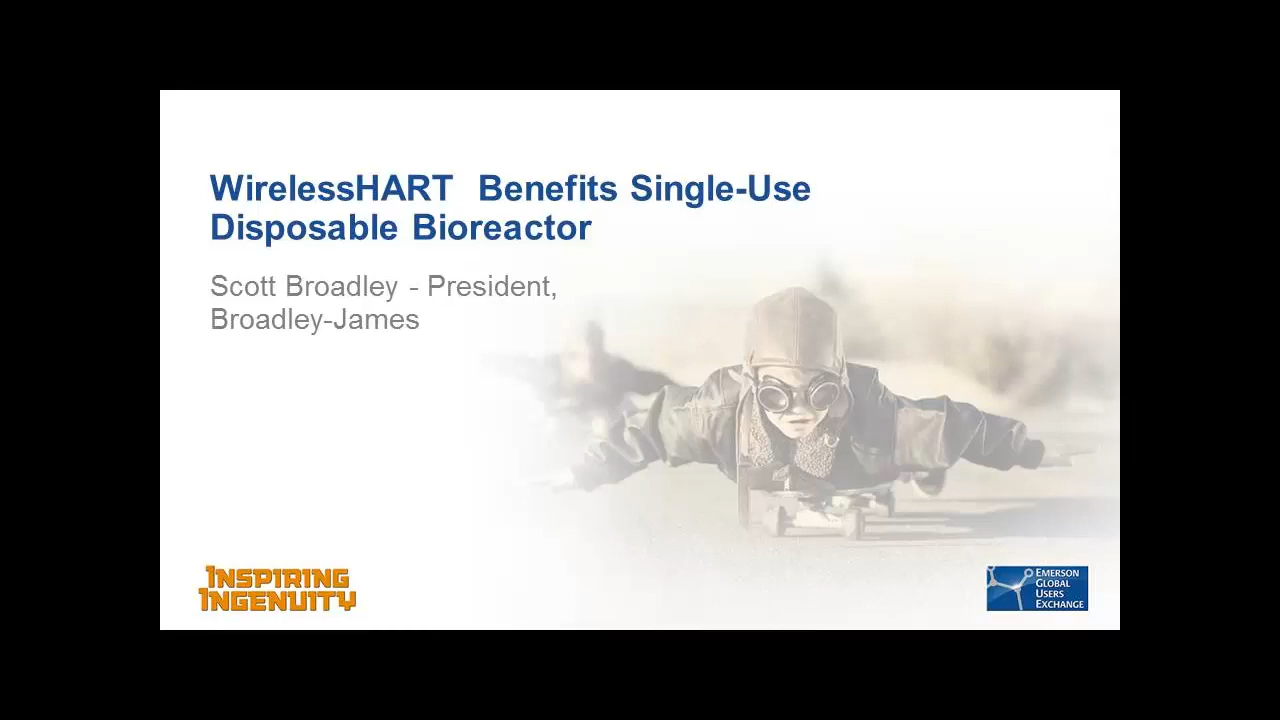 WirelessHART  Benefits Single-Use
Disposable Bioreactor
Scott Broadley - President,
Broadley-James
INSPIRING
INGENUITY
EMERSON
GLOBAL
USERS
EXCHANGE